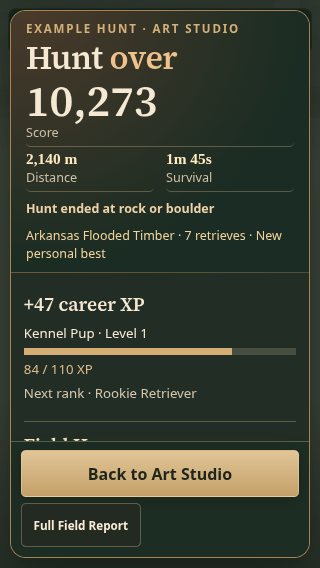 EXAMPLE HUNT · ART STUDIO
Hunt over
10,273
Score
2,140 m
1m 45s
Distance
Survival
Hunt ended at rock or boulder
Arkansas Flooded Timber · 7 retrieves · New
personal best
+47 career XP
Kennel Pup · Level 1
84 / 110 XP
Next rank · Rookie Retriever
Back to Art Studio
Full Field Report